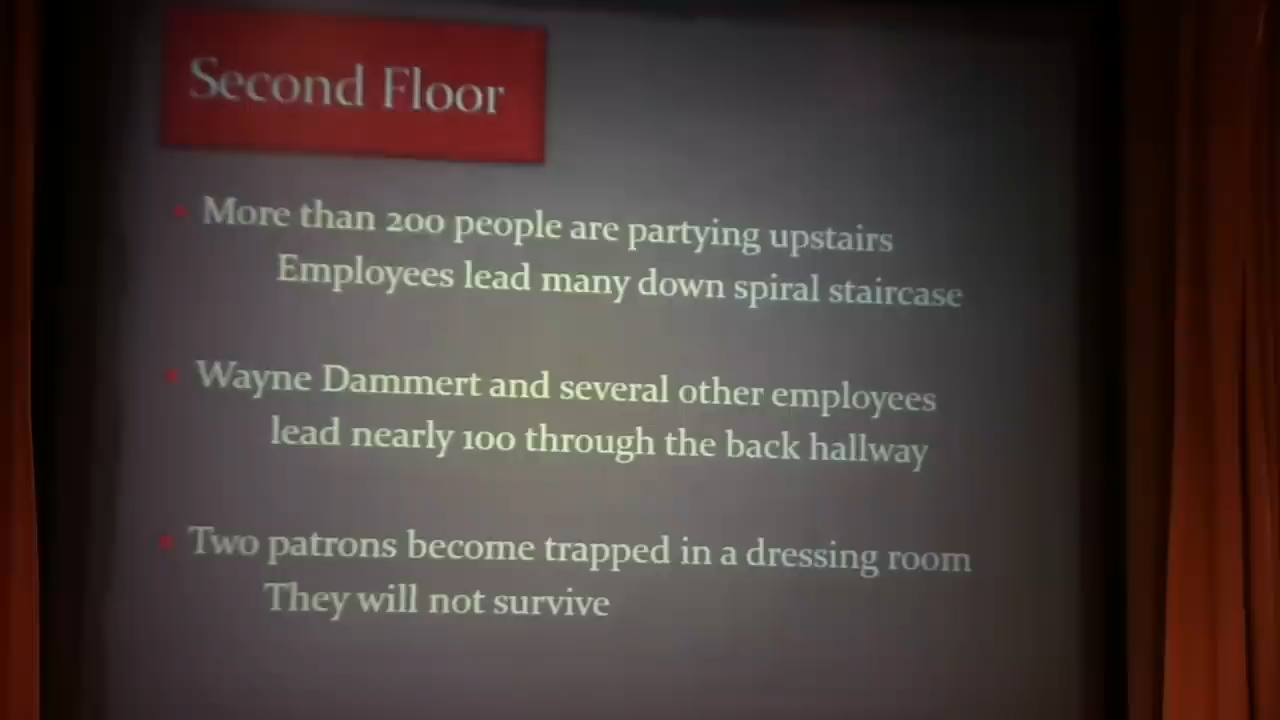 Second Floor
More than 200 people are partying upstairs
Employees lead many down spiral staircase
Wayne Dammert and several other employees
lead nearly 100 through the back hallway
Two patrons become trapped in a dressing room
They will not survive